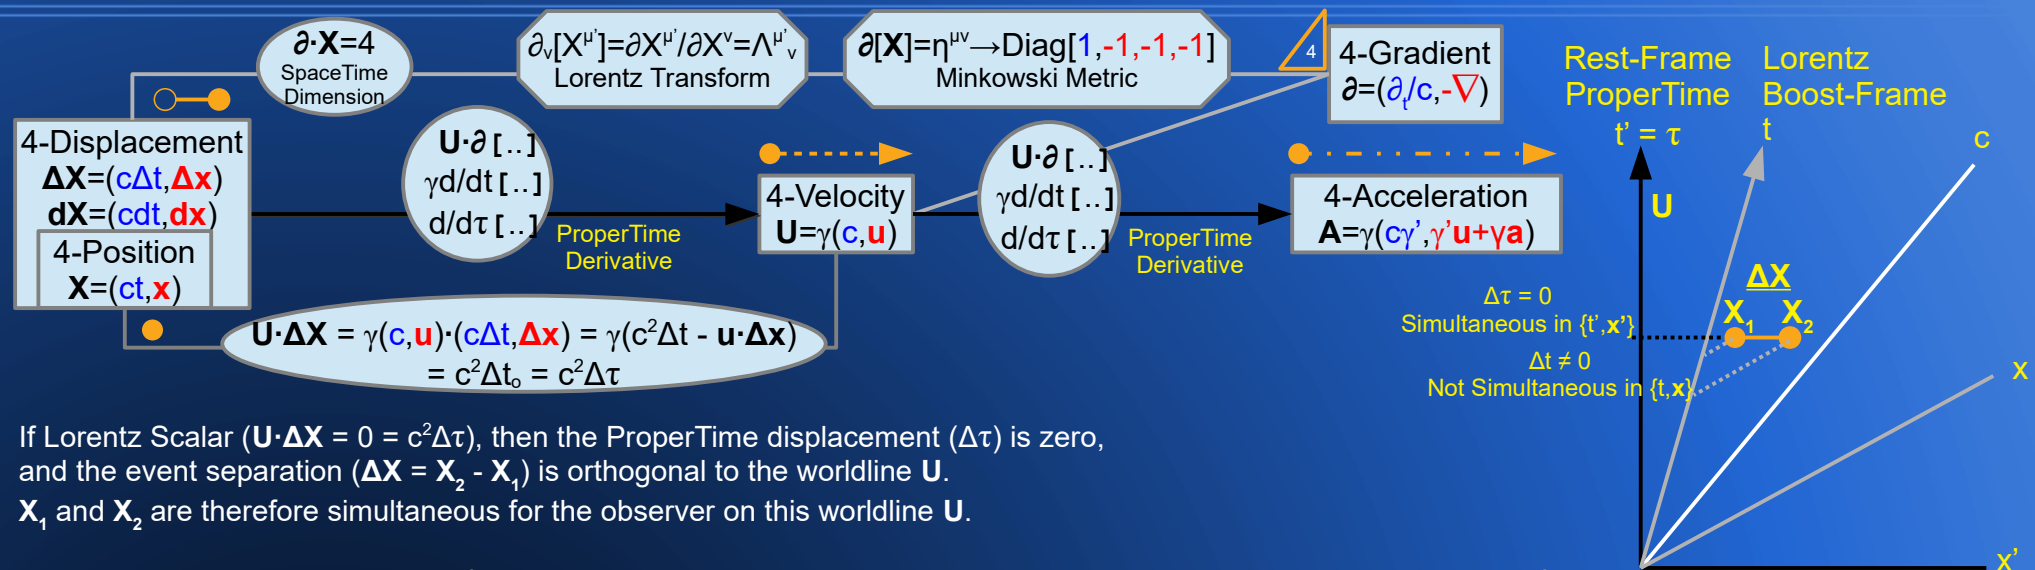 ∂·X=4
SpaceTime
Dimension
∂ᵥ[X^μ']=∂X^μ'/∂X^ν=Λ^μ'ᵥ
Lorentz Transform
∂[X]=η^μν→Diag[1,-1,-1,-1]
Minkowski Metric
4
4-Gradient
∂=(∂ₜ/c,-∇)
4-Displacement
ΔX=(cΔt,Δx)
dX=(cdt,dx)
4-Position
X=(ct,x)
U·∂[..]
γd/dt[..]
d/dτ[..]
ProperTime
Derivative
4-Velocity
U=γ(c,u)
U·∂[..]
γd/dt[..]
d/dτ[..]
ProperTime
Derivative
4-Acceleration
A=γ(cγ',γ'u+γa)
U·ΔX = γ(c,u)·(cΔt,Δx) = γ(c²Δt - u·Δx)
= c²Δtₒ = c²Δτ
If Lorentz Scalar (U·ΔX = 0 = c²Δτ), then the ProperTime displacement (Δτ) is zero,
and the event separation (ΔX = X₂ - X₁) is orthogonal to the worldline U.
X₁ and X₂ are therefore simultaneous for the observer on this worldline U.
Rest-Frame
ProperTime
t' = τ
Lorentz
Boost-Frame
t
c
U
ΔX
X₁ X₂
Δτ = 0
Simultaneous in {t',x'}
Δt ≠ 0
Not Simultaneous in {t,x}
x
x'